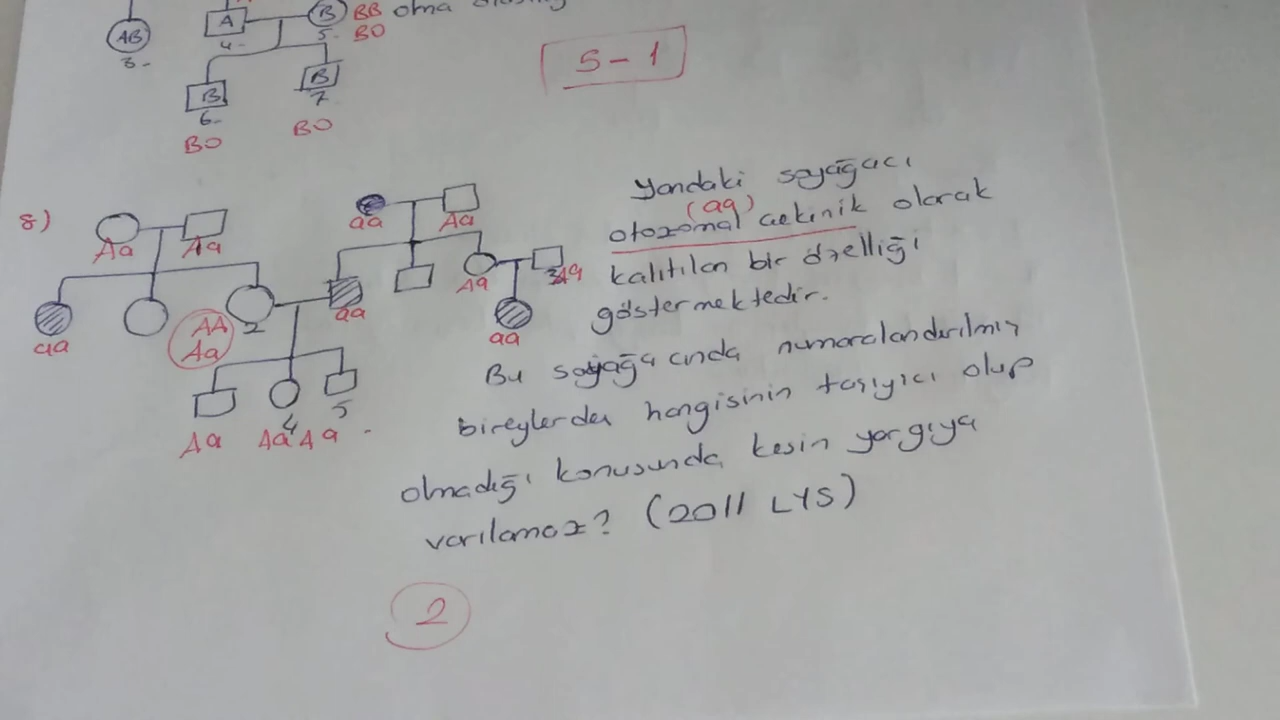 BB olma
A B BO
AB 4- 5-
3-
B B
6- 7
BO BO
5-1
8)
Aa Aa aa Aa
aa 2 aa Aa 3 Aa
AA
Aa
aa
4 5
Aa Aa Aa
Yandaki soyağacı
(aa)
otozomal çekinik olarak
kalıtılan bir özelliği
göstermektedir.
Bu soyağacında numaralandırılmış
bireylerden hangisinin taşıyıcı olup
olmadığı konusunda kesin yargıya
varılamaz? (2011 LYS)
2